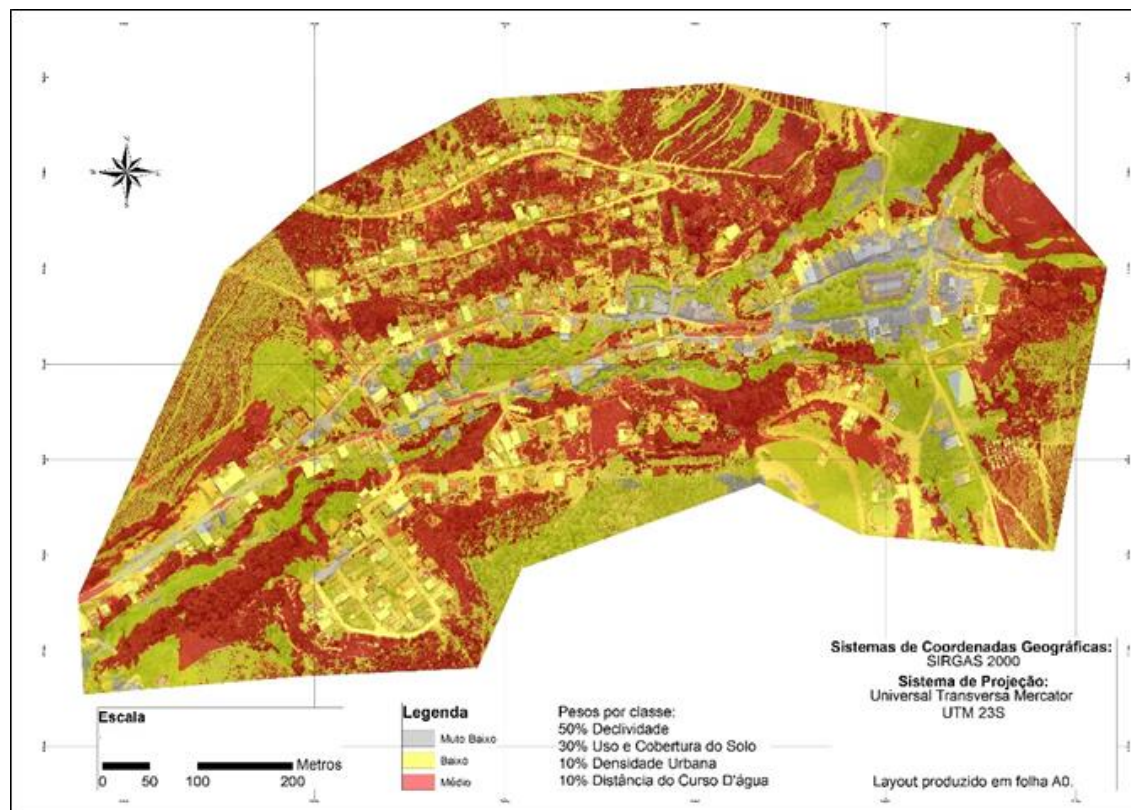 Sistemas de Coordenadas Geográficas:
SIRGAS 2000
Sistema de Projeção:
Universal Transversa Mercator
UTM 23S
Layout produzido em folha A0.
Escala
Metros
0 50 100 200
Legenda
Muto Baixo
Baixo
Médio
Pesos por classe:
50% Declividade
30% Uso e Cobertura do Solo
10% Densidade Urbana
10% Distância do Curso D'água